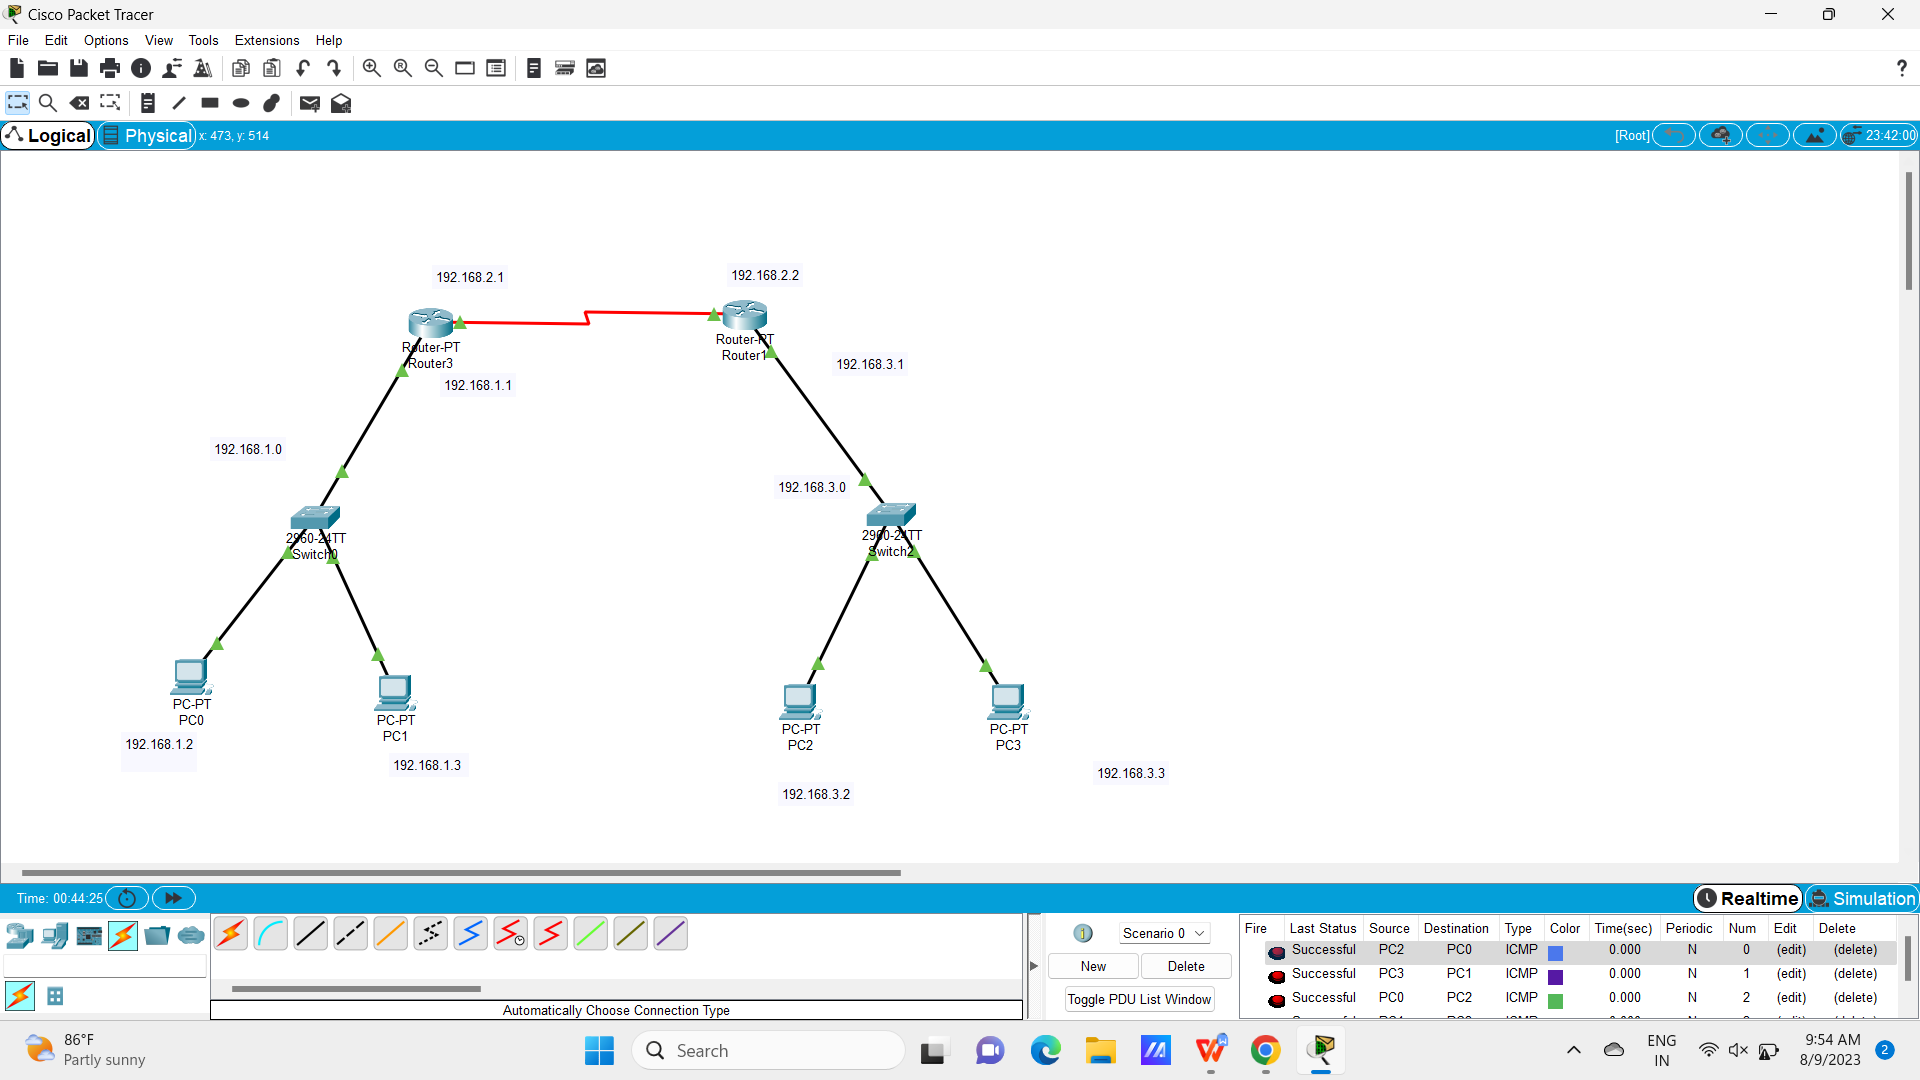 Cisco Packet Tracer
File Edit Options View Tools Extensions Help
?
Logical Physical x: 473, y: 514 [Root] 23:42:00
192.168.2.1
192.168.2.2
Router-PT
Router3
Router-PT
Router1
192.168.1.1
192.168.3.1
192.168.1.0
192.168.3.0
2960-24TT
Switch0
2960-24TT
Switch2
PC-PT
PC0
PC-PT
PC1
PC-PT
PC2
PC-PT
PC3
192.168.1.2
192.168.1.3
192.168.3.2
192.168.3.3
Time: 00:44:25 Realtime Simulation
Scenario 0
New Delete
Toggle PDU List Window
Fire Last Status Source Destination Type Color Time(sec) Periodic Num Edit Delete
Successful PC2 PC0 ICMP 0.000 N 0 (edit) (delete)
Successful PC3 PC1 ICMP 0.000 N 1 (edit) (delete)
Successful PC0 PC2 ICMP 0.000 N 2 (edit) (delete)
Automatically Choose Connection Type
86°F
Partly sunny
Search
ENG
IN
9:54 AM
8/9/2023
2